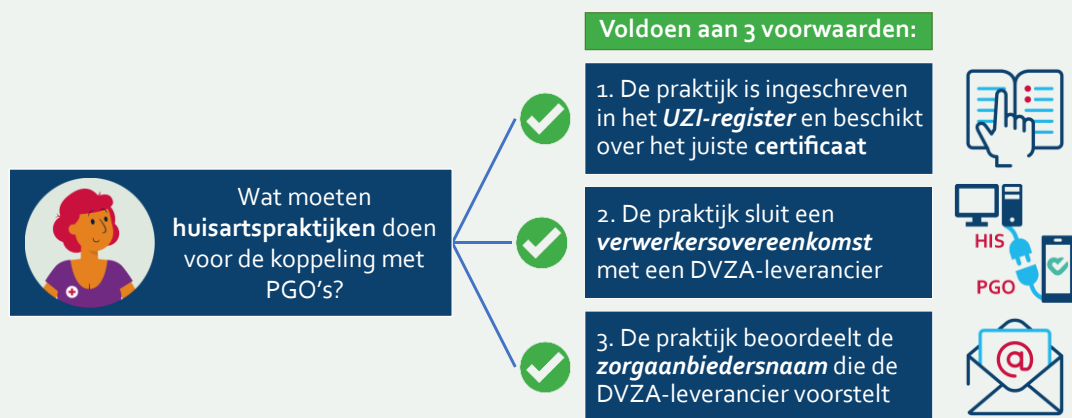 Voldoen aan 3 voorwaarden:
Wat moeten
huisartspraktijken doen
voor de koppeling met
PGO's?
1. De praktijk is ingeschreven
in het UZI-register en beschikt
over het juiste certificaat
2. De praktijk sluit een
verwerkersovereenkomst
met een DVZA-leverancier
HIS
PGO
3. De praktijk beoordeelt de
zorgaanbiedersnaam die de
DVZA-leverancier voorstelt
@